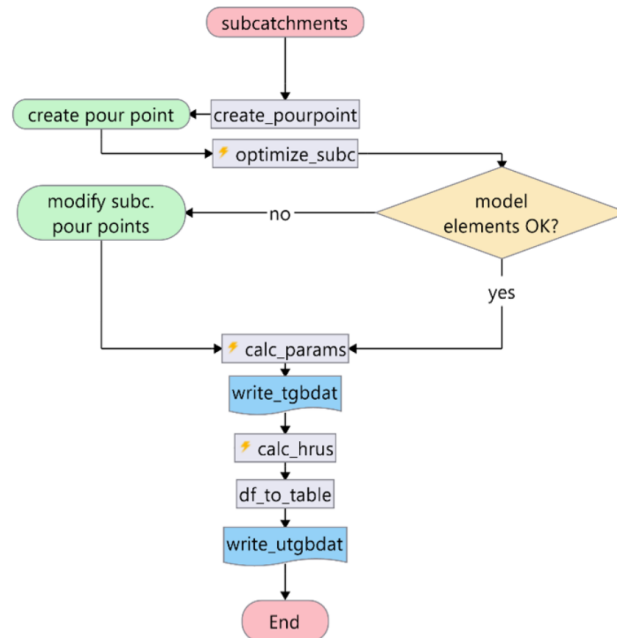 subcatchments
create pour point
create_pourpoint
optimize_subc
modify subc.
pour points
no
model
elements OK?
yes
calc_params
write_tgbdat
calc_hrus
df_to_table
write_utgbdat
End